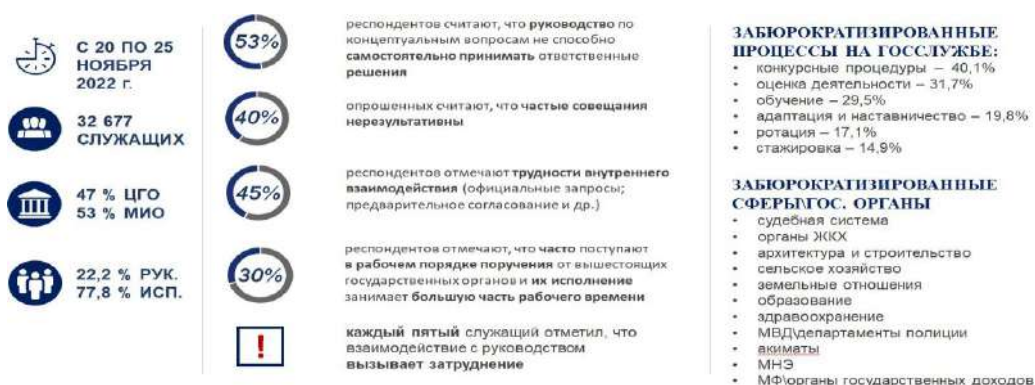 С 20 ПО 25
НОЯБРЯ
2022 г.
32 677
СЛУЖАЩИХ
47 % ЦГО
53 % МИО
22,2 % РУК.
77,8 % ИСП.
53%
респондентов считают, что руководство по
концептуальным вопросам не способно
самостоятельно принимать ответственные
решения
40%
опрошенных считают, что частые совещания
нерезультативны
45%
респондентов отмечают трудности внутреннего
взаимодействия (официальные запросы;
предварительное согласование и др.)
30%
респондентов отмечают, что часто поступают
в рабочем порядке поручения от вышестоящих
государственных органов и их исполнение
занимает большую часть рабочего времени
!
каждый пятый служащий отметил, что
взаимодействие с руководством
вызывает затруднение
ЗАБЮРОКРАТИЗИРОВАННЫЕ
ПРОЦЕССЫ НА ГОССЛУЖБЕ:
• конкурсные процедуры – 40,1%
• оценка деятельности – 31,7%
• обучение – 29,5%
• адаптация и наставничество – 19,8%
• ротация – 17,1%
• стажировка – 14,9%
ЗАБЮРОКРАТИЗИРОВАННЫЕ
СФЕРЫ\ГОС. ОРГАНЫ
• судебная система
• органы ЖКХ
• архитектура и строительство
• сельское хозяйство
• земельные отношения
• образование
• здравоохранение
• МВД\департаменты полиции
• акиматы
• МНЭ
• МФ\органы государственных доходов